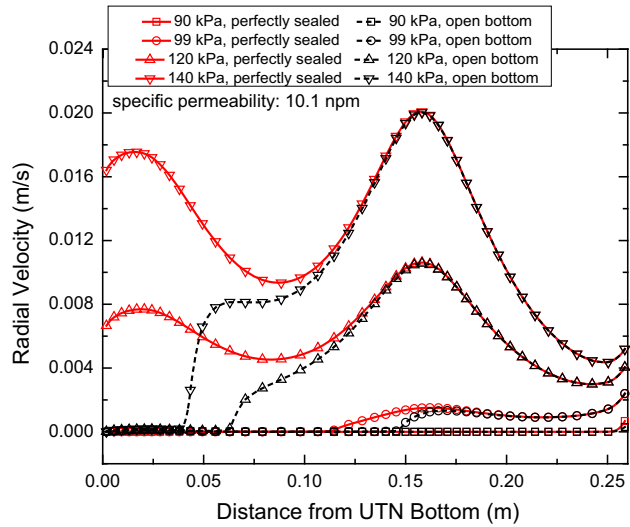 90 kPa, perfectly sealed 90 kPa, open bottom
99 kPa, perfectly sealed 99 kPa, open bottom
120 kPa, perfectly sealed 120 kPa, open bottom
140 kPa, perfectly sealed 140 kPa, open bottom
specific permeability: 10.1 npm
0.024
0.020
0.016
0.012
0.008
0.004
0.000
Radial Velocity (m/s)
0.00 0.05 0.10 0.15 0.20 0.25
Distance from UTN Bottom (m)